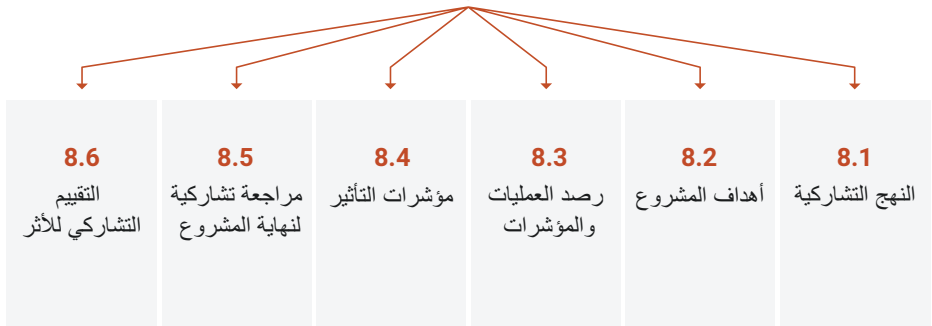 8.1
النهج التشاركية
8.2
أهداف المشروع
8.3
رصد العمليات
والمؤشرات
8.4
مؤشرات التأثير
8.5
مراجعة تشاركية
لنهاية المشروع
8.6
التقييم
التشاركي للأثر